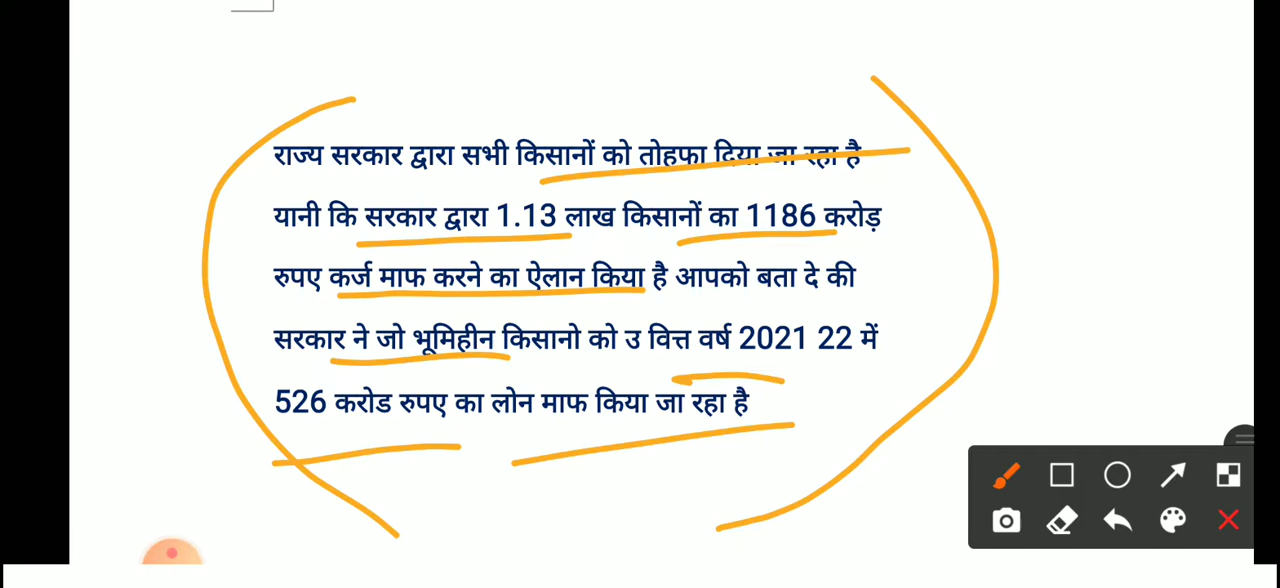 राज्य सरकार द्वारा सभी किसानों को तोहफा दिया जा रहा है
यानी कि सरकार द्वारा 1.13 लाख किसानों का 1186 करोड़
रुपए कर्ज माफ करने का ऐलान किया है आपको बता दे की
सरकार ने जो भूमिहीन किसानो को उ वित्त वर्ष 2021 22 में
526 करोड रुपए का लोन माफ किया जा रहा है